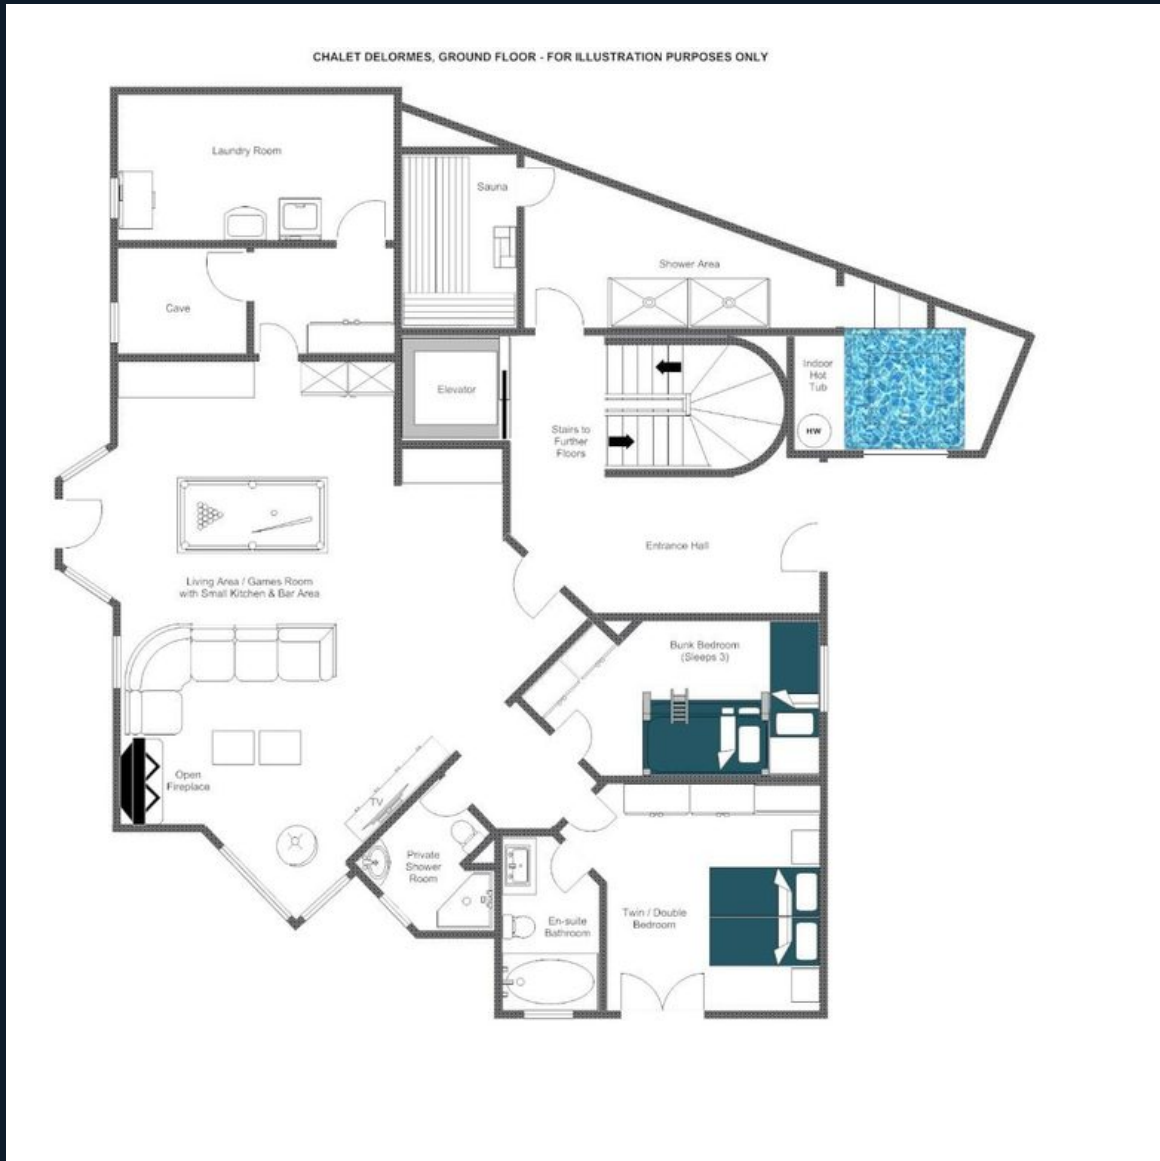 CHALET DELORMES, GROUND FLOOR - FOR ILLUSTRATION PURPOSES ONLY
Laundry Room
Sauna
Shower Area
Cave
Indoor
Hot
Tub
Elevator
HW
Stairs to
Further
Floors
Entrance Hall
Living Area / Games Room
with Small Kitchen & Bar Area
Bunk Bedroom
(Sleeps 3)
Open
Fireplace
TV
Private
Shower
Room
Twin / Double
Bedroom
En-suite
Bathroom